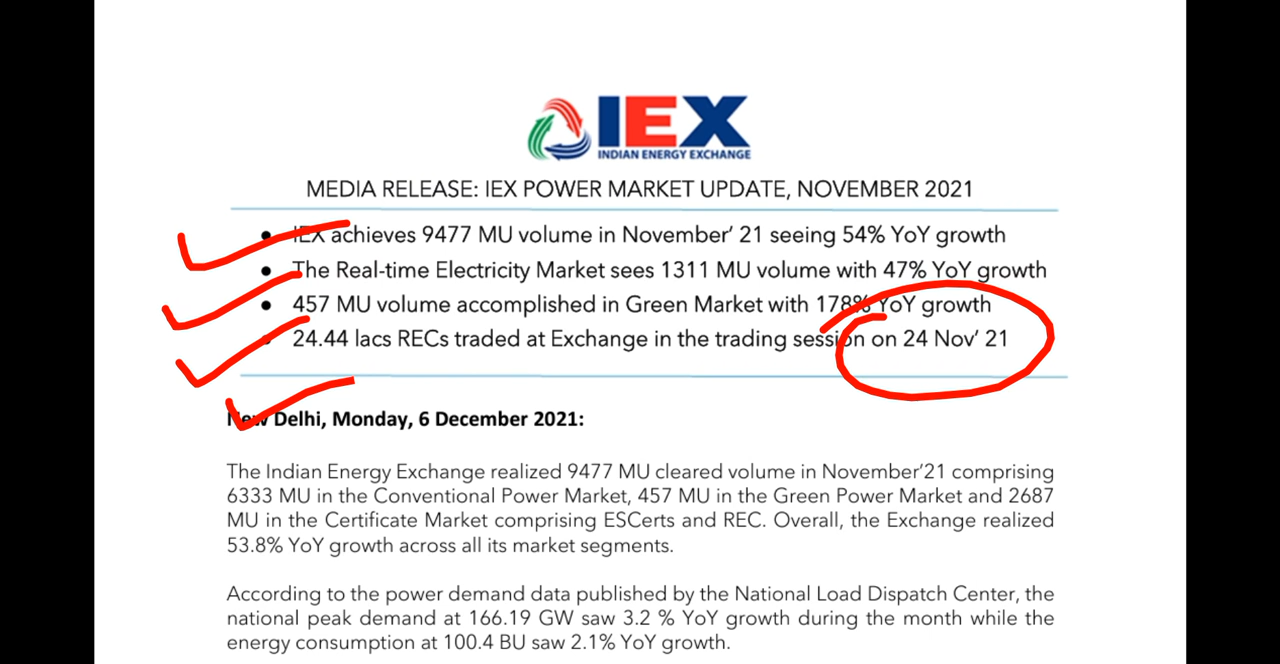 IEX
INDIAN ENERGY EXCHANGE
MEDIA RELEASE: IEX POWER MARKET UPDATE, NOVEMBER 2021
● IEX achieves 9477 MU volume in November’ 21 seeing 54% YoY growth
● The Real-time Electricity Market sees 1311 MU volume with 47% YoY growth
● 457 MU volume accomplished in Green Market with 178% YoY growth
● 24.44 lacs RECs traded at Exchange in the trading session on 24 Nov’ 21
New Delhi, Monday, 6 December 2021:
The Indian Energy Exchange realized 9477 MU cleared volume in November’21 comprising
6333 MU in the Conventional Power Market, 457 MU in the Green Power Market and 2687
MU in the Certificate Market comprising ESCerts and REC. Overall, the Exchange realized
53.8% YoY growth across all its market segments.
According to the power demand data published by the National Load Dispatch Center, the
national peak demand at 166.19 GW saw 3.2 % YoY growth during the month while the
energy consumption at 100.4 BU saw 2.1% YoY growth.